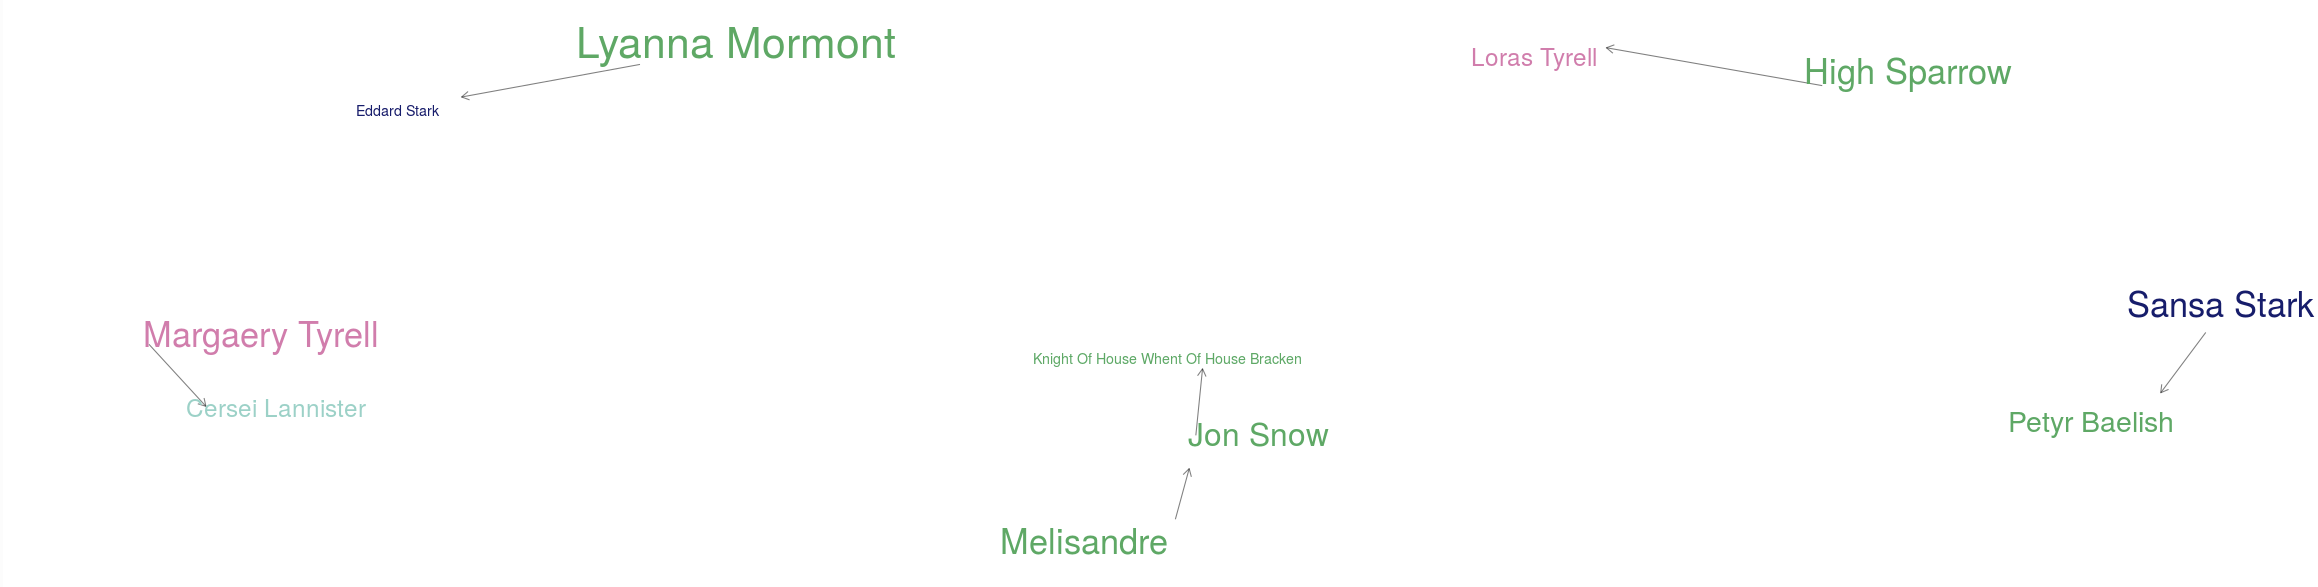 Lyanna Mormont
Loras Tyrell
High Sparrow
Eddard Stark
Sansa Stark
Margaery Tyrell
Knight Of House Whent Of House Bracken
Cersei Lannister
Petyr Baelish
Jon Snow
Melisandre